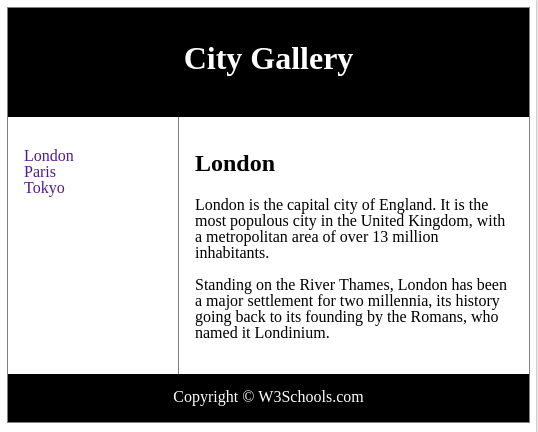 City Gallery
London
Paris
Tokyo
London
London is the capital city of England. It is the
most populous city in the United Kingdom, with
a metropolitan area of over 13 million
inhabitants.
Standing on the River Thames, London has been
a major settlement for two millennia, its history
going back to its founding by the Romans, who
named it Londinium.
Copyright © W3Schools.com